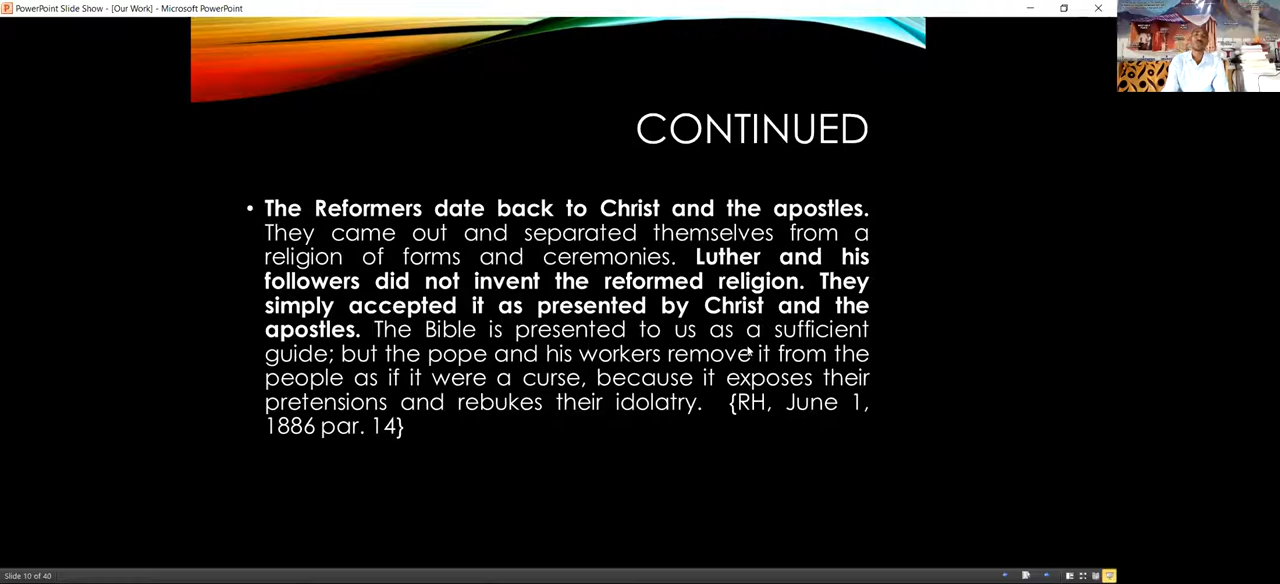 PowerPoint Slide Show - [Our Work] - Microsoft PowerPoint
CONTINUED
• The Reformers date back to Christ and the apostles.
They came out and separated themselves from a
religion of forms and ceremonies. Luther and his
followers did not invent the reformed religion. They
simply accepted it as presented by Christ and the
apostles. The Bible is presented to us as a sufficient
guide; but the pope and his workers remove it from the
people as if it were a curse, because it exposes their
pretensions and rebukes their idolatry. {RH, June 1,
1886 par. 14}
Slide 10 of 40